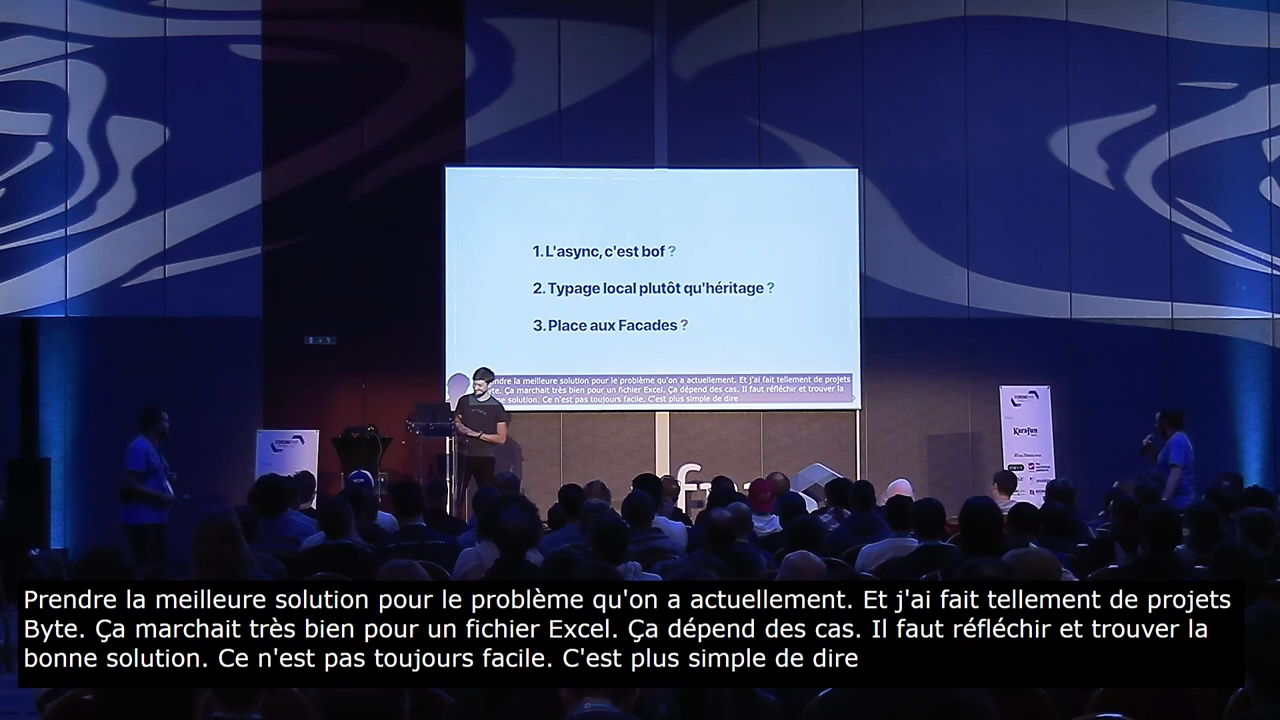 1. L'async, c'est bof ?
2. Typage local plutôt qu'héritage ?
3. Place aux Facades ?
ndre la meilleure solution pour le problème qu'on a actuellement. Et j'ai fait tellement de projets
te. Ça marchait très bien pour un fichier Excel. Ça dépend des cas. Il faut réfléchir et trouver la
ne solution. Ce n'est pas toujours facile. C'est plus simple de dire
FORUMPHP
KaraFun
Prendre la meilleure solution pour le problème qu'on a actuellement. Et j'ai fait tellement de projets
Byte. Ça marchait très bien pour un fichier Excel. Ça dépend des cas. Il faut réfléchir et trouver la
bonne solution. Ce n'est pas toujours facile. C'est plus simple de dire